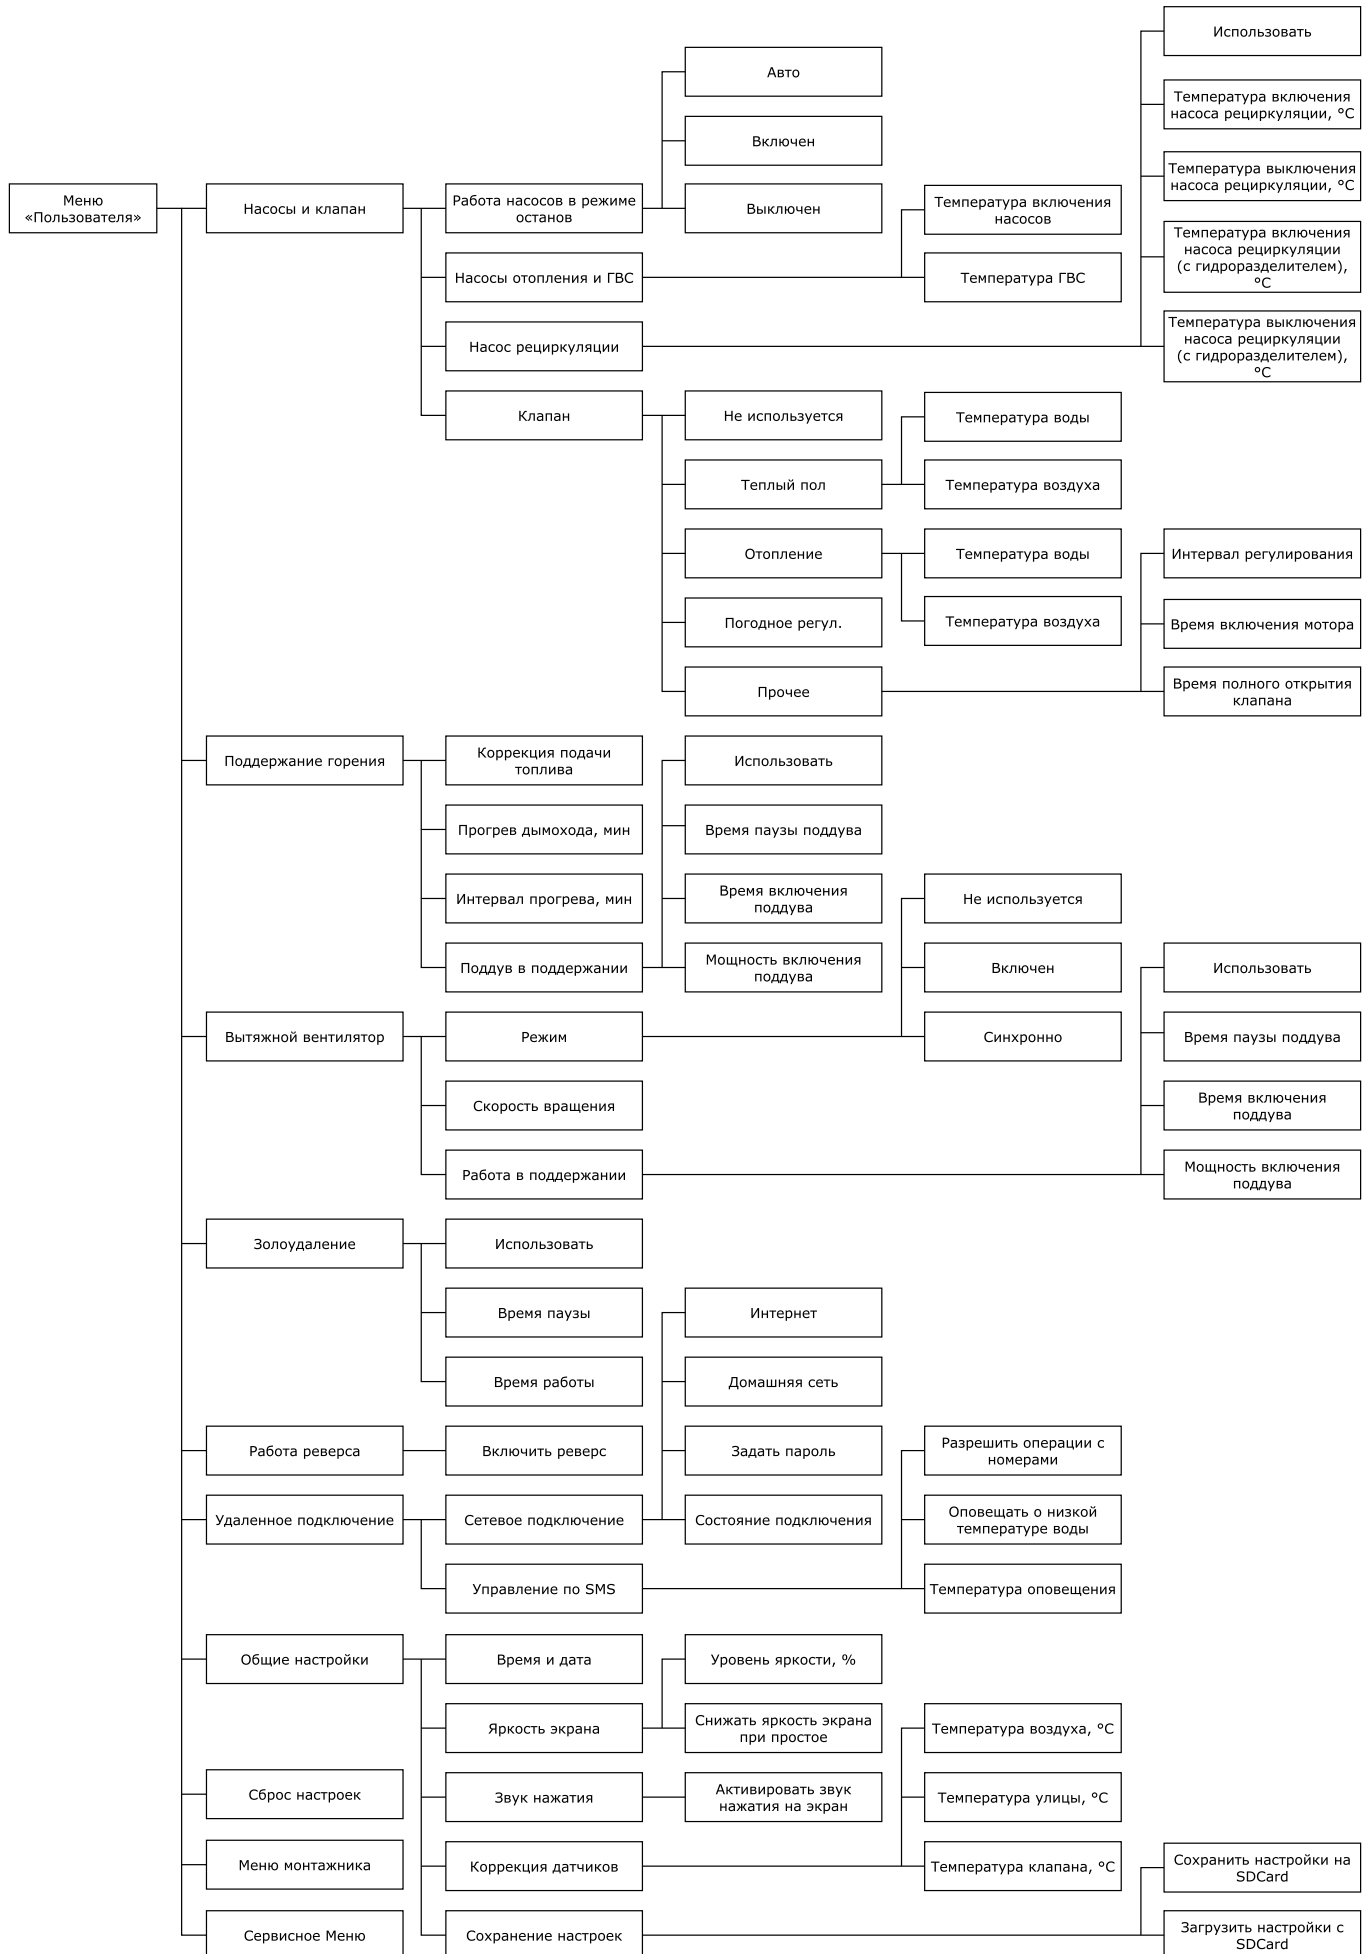 Меню
«Пользователя»
Насосы и клапан
Работа насосов в режиме
останов
Авто
Включен
Выключен
Насосы отопления и ГВС
Температура включения
насосов
Температура ГВС
Насос рециркуляции
Использовать
Температура включения
насоса рециркуляции, °С
Температура выключения
насоса рециркуляции, °С
Температура включения
насоса рециркуляции
(с гидроразделителем),
°С
Температура выключения
насоса рециркуляции
(с гидроразделителем),
°С
Клапан
Не используется
Теплый пол
Температура воды
Температура воздуха
Отопление
Температура воды
Температура воздуха
Погодное регул.
Прочее
Интервал регулирования
Время включения мотора
Время полного открытия
клапана
Поддержание горения
Коррекция подачи
топлива
Прогрев дымохода, мин
Интервал прогрева, мин
Поддув в поддержании
Использовать
Время паузы поддува
Время включения
поддува
Мощность включения
поддува
Вытяжной вентилятор
Режим
Не используется
Включен
Синхронно
Скорость вращения
Работа в поддержании
Использовать
Время паузы поддува
Время включения
поддува
Мощность включения
поддува
Золоудаление
Использовать
Время паузы
Время работы
Работа реверса
Включить реверс
Удаленное подключение
Сетевое подключение
Интернет
Домашняя сеть
Задать пароль
Состояние подключения
Управление по SMS
Разрешить операции с
номерами
Оповещать о низкой
температуре воды
Температура оповещения
Общие настройки
Время и дата
Яркость экрана
Уровень яркости, %
Снижать яркость экрана
при простое
Звук нажатия
Активировать звук
нажатия на экран
Коррекция датчиков
Температура воздуха, °С
Температура улицы, °С
Температура клапана, °С
Сохранение настроек
Сохранить настройки на
SDCard
Загрузить настройки с
SDCard
Сброс настроек
Меню монтажника
Сервисное Меню